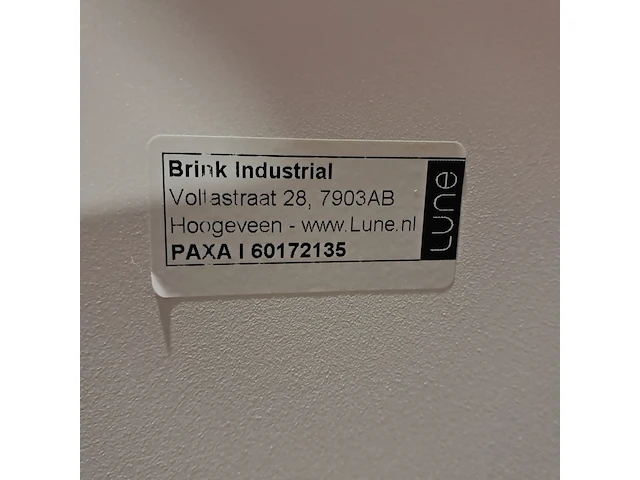 Brink Industrial
Voltastraat 28, 7903AB
Hoogeveen - www.Lune.nl
PAXA I 60172135
LUNE